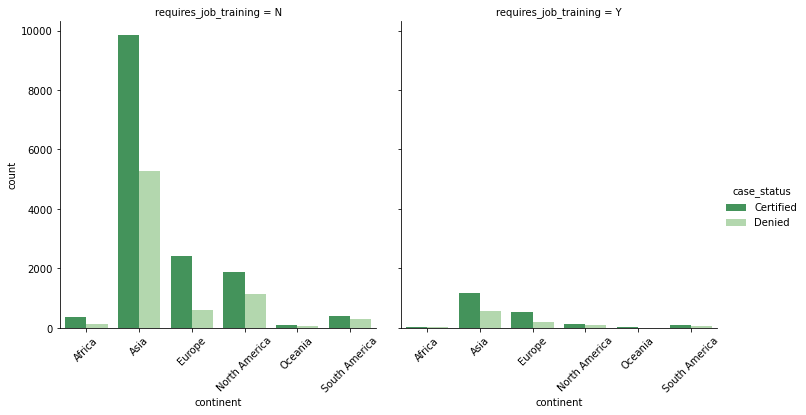 requires_job_training = N
requires_job_training = Y
10000
8000
6000
4000
2000
0
count
case_status
Certified
Denied
Africa
Asia
Europe
North America
Oceania
South America
continent
Africa
Asia
Europe
North America
Oceania
South America
continent